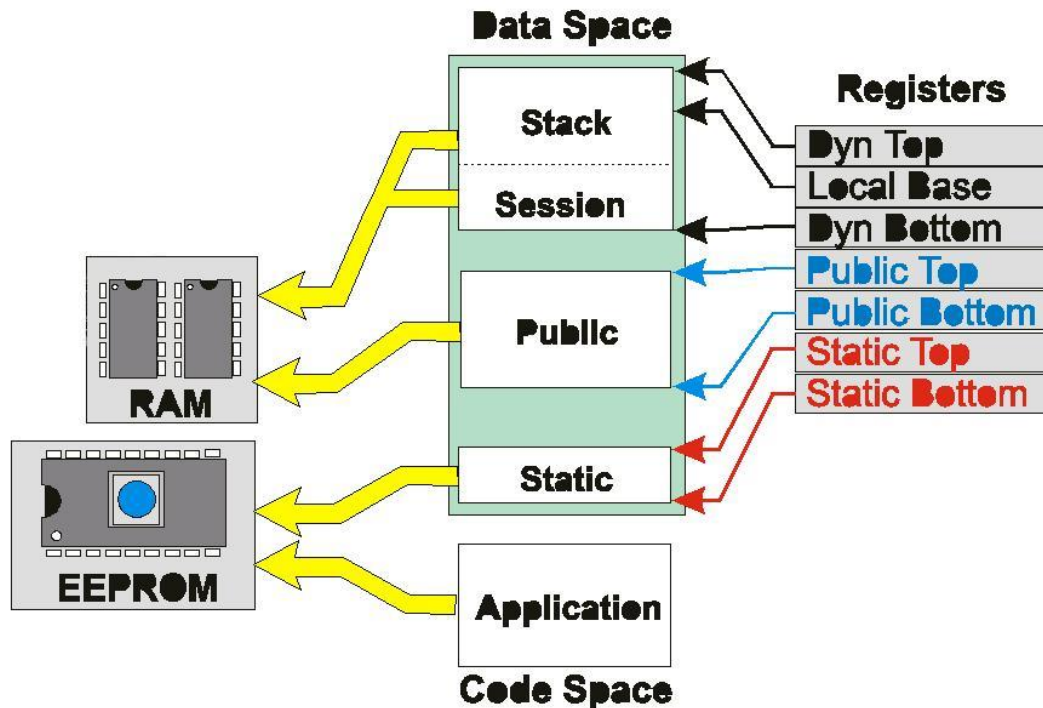 Data Space
Stack
Session
Public
Static
Application
Code Space
Registers
Dyn Top
Local Base
Dyn Bottom
Public Top
Public Bottom
Static Top
Static Bottom
RAM
EEPROM